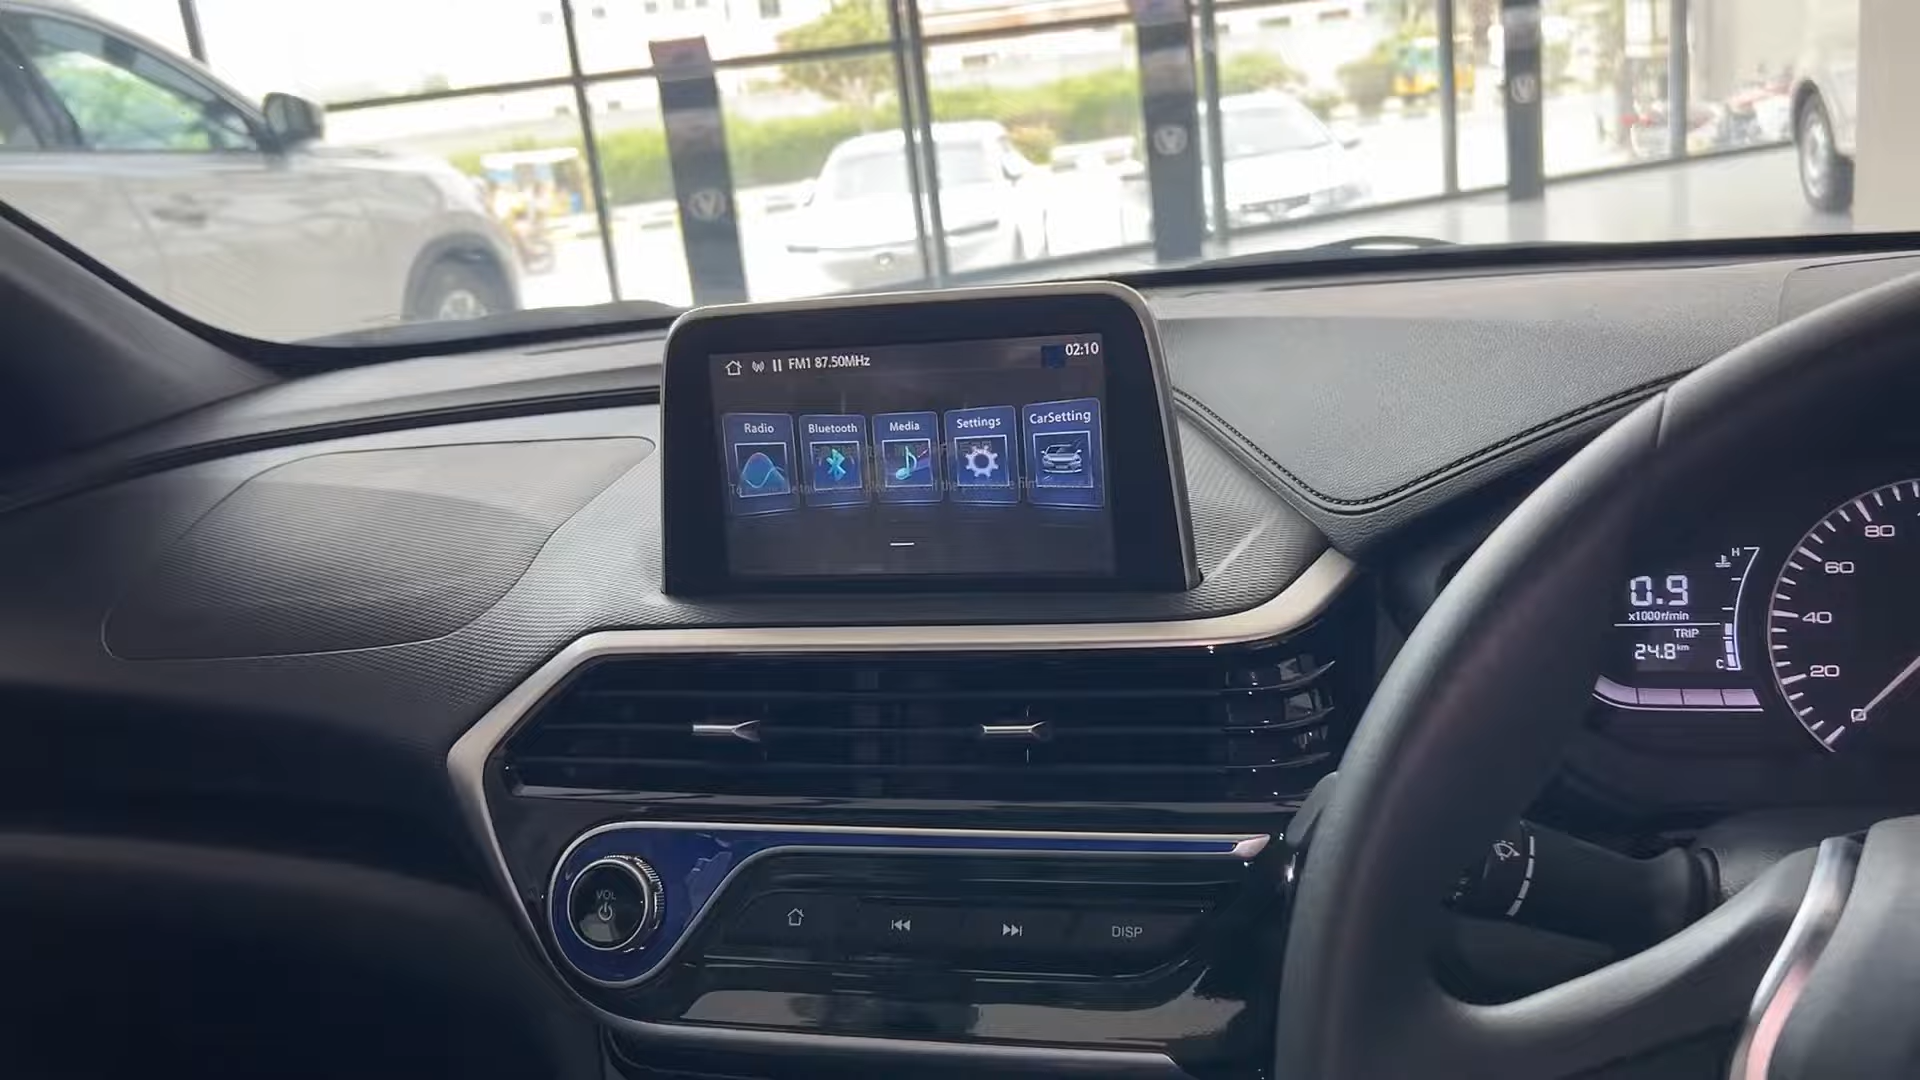 FM1 87.50MHz
02:10
Radio
Bluetooth
Media
Settings
CarSetting
VOL
DISP
0.9
x1000r/min
TRIP
24.8 km
H
C
80
60
40
20
0